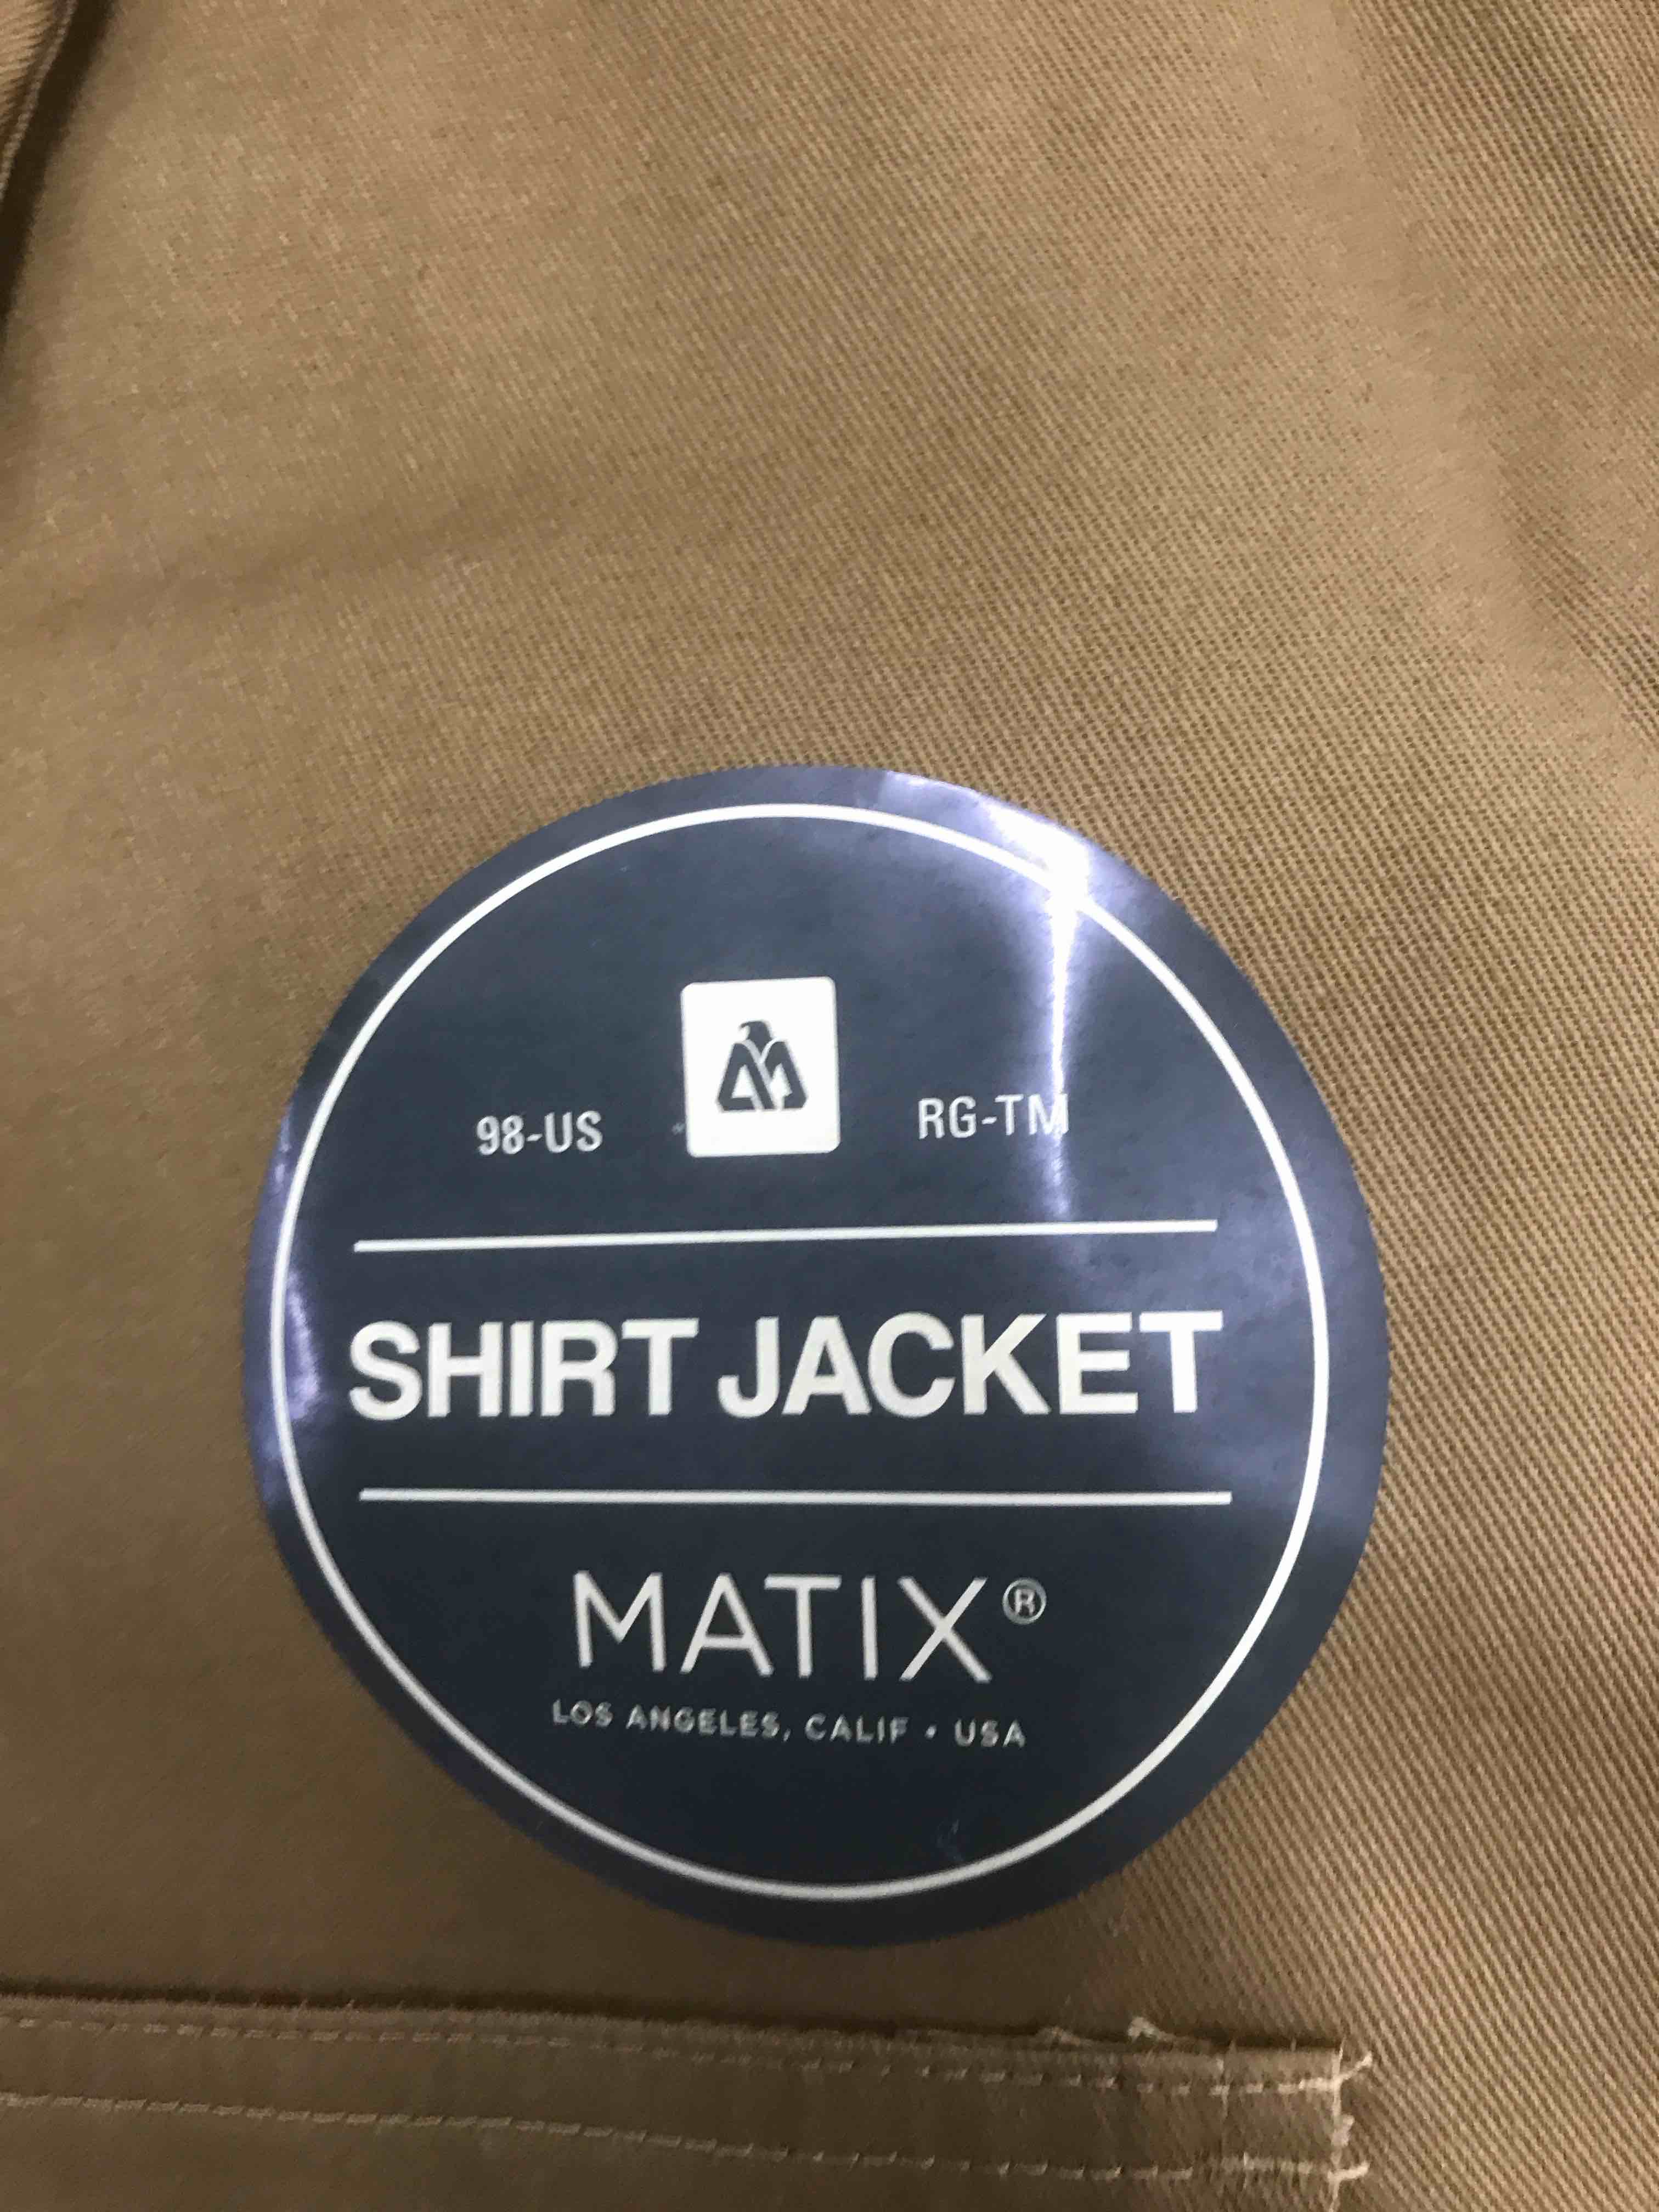 98-US RG-TM
SHIRT JACKET
MATIX®
LOS ANGELES, CALIF • USA